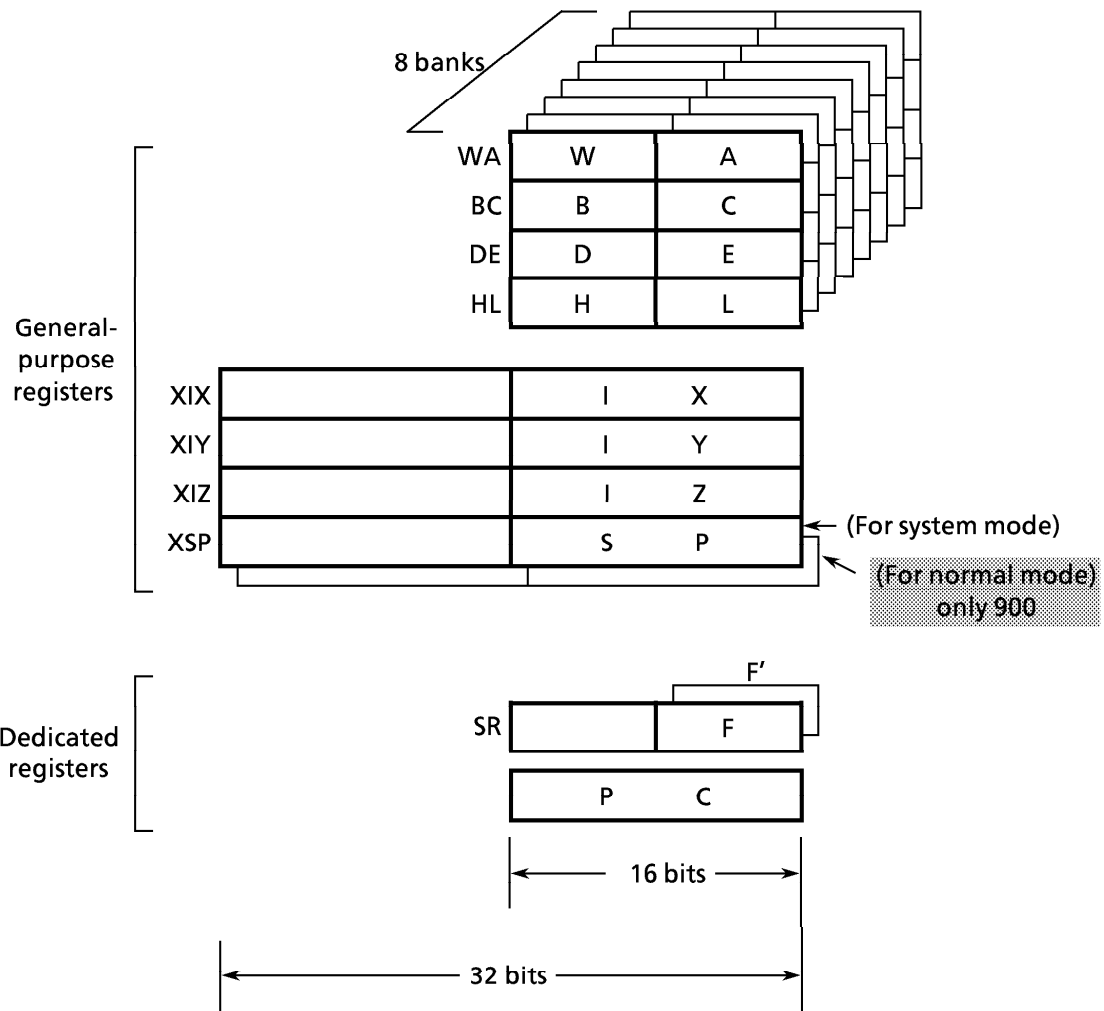 8 banks
WA W A
BC B C
DE D E
HL H L
General-
purpose
registers
XIX I X
XIY I Y
XIZ I Z
XSP S P
(For system mode)
(For normal mode)
only 900
F’
SR F
Dedicated
registers
P C
16 bits
32 bits